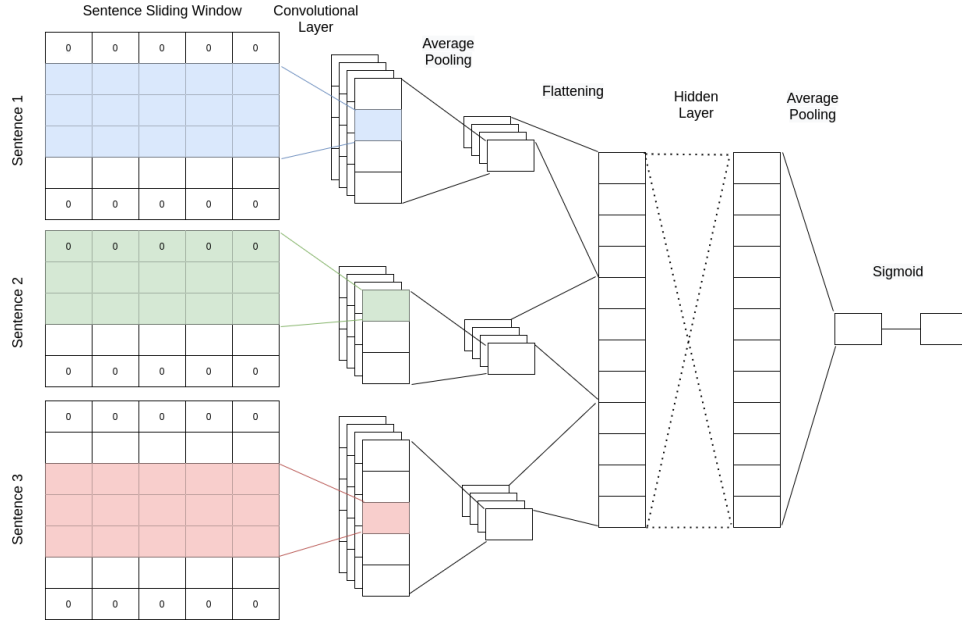 Sentence Sliding Window
Convolutional
Layer
Average
Pooling
Flattening
Hidden
Layer
Average
Pooling
Sigmoid
Sentence 1
0 0 0 0 0
0 0 0 0 0
Sentence 2
0 0 0 0 0
0 0 0 0 0
Sentence 3
0 0 0 0 0
0 0 0 0 0